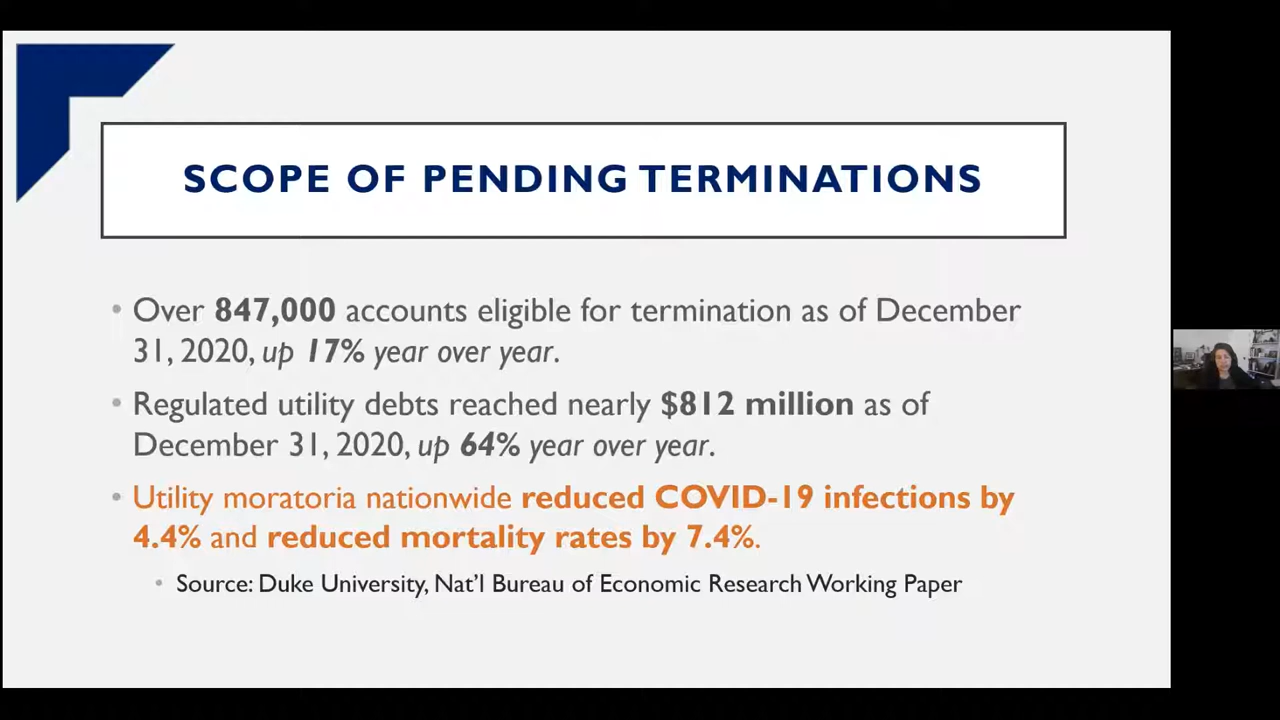 SCOPE OF PENDING TERMINATIONS
• Over 847,000 accounts eligible for termination as of December
31, 2020, up 17% year over year.
• Regulated utility debts reached nearly $812 million as of
December 31, 2020, up 64% year over year.
• Utility moratoria nationwide reduced COVID-19 infections by
4.4% and reduced mortality rates by 7.4%.
• Source: Duke University, Nat'l Bureau of Economic Research Working Paper